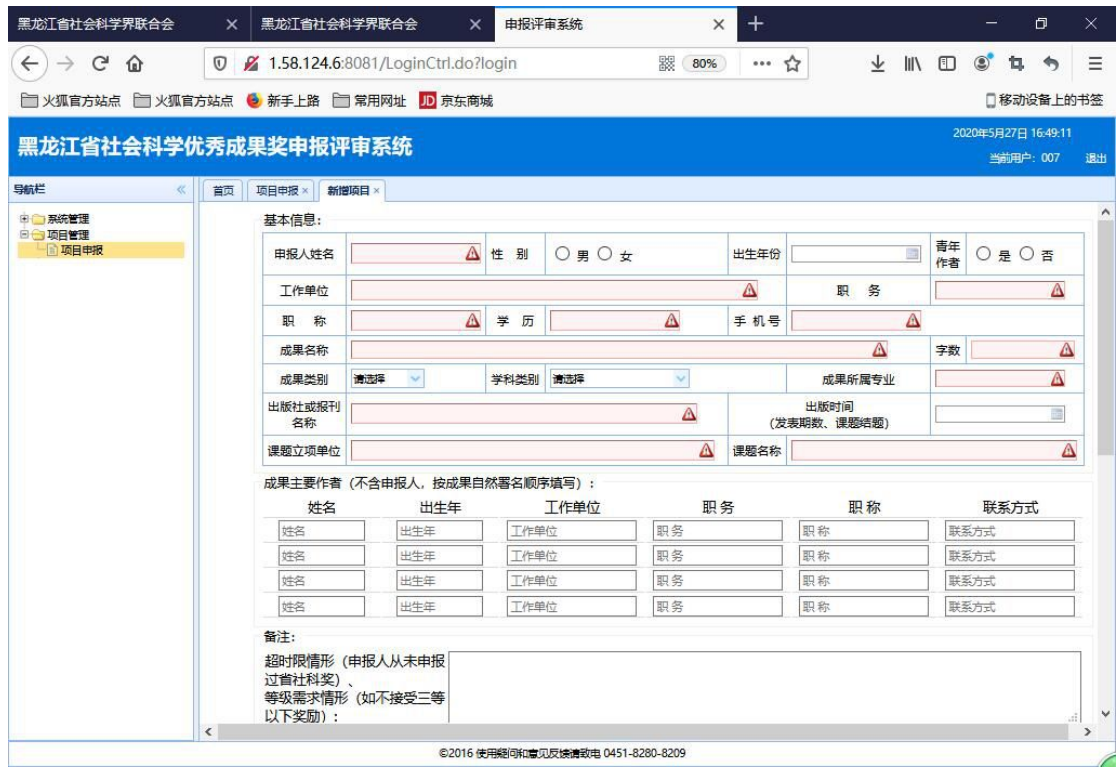 黑龙江省社会科学界联合会
黑龙江省社会科学界联合会
申报评审系统
1.58.124.6:8081/LoginCtrl.do?login
80%
火狐官方站点
火狐官方站点
新手上路
常用网址
JD 京东商城
移动设备上的书签
黑龙江省社会科学优秀成果奖申报评审系统
2020年5月27日 16:49:11
当前用户：007 退出
导航栏
首页
项目申报
新增项目
系统管理
项目管理
项目申报
基本信息：
申报人姓名 性 别 男 女 出生年份 青年作者 是 否
工作单位 职 务
职 称 学 历 手 机号
成果名称 字数
成果类别 请选择 学科类别 请选择 成果所属专业
出版社或报刊名称 出版时间
(发表期数、课题结题)
课题立项单位 课题名称
成果主要作者（不含申报人，按成果自然署名顺序填写）：
姓名 出生年 工作单位 职 务 职 称 联系方式
姓名 出生年 工作单位 职 务 职 称 联系方式
姓名 出生年 工作单位 职 务 职 称 联系方式
姓名 出生年 工作单位 职 务 职 称 联系方式
姓名 出生年 工作单位 职 务 职 称 联系方式
备注：
超时限情形（申报人从未申报
过省社科奖）、
等级需求情形（如不接受三等
以下奖励）：
©2016 使用疑问和意见反馈请致电 0451-8280-8209